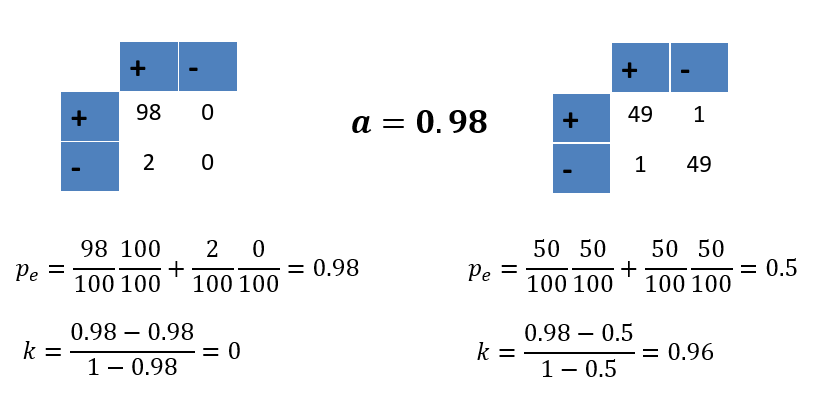 + -
+ 98 0
- 2 0
a = 0.98
+ -
+ 49 1
- 1 49
p_e = 98/100 100/100 + 2/100 0/100 = 0.98
k = (0.98 − 0.98)/(1 − 0.98) = 0
p_e = 50/100 50/100 + 50/100 50/100 = 0.5
k = (0.98 − 0.5)/(1 − 0.5) = 0.96